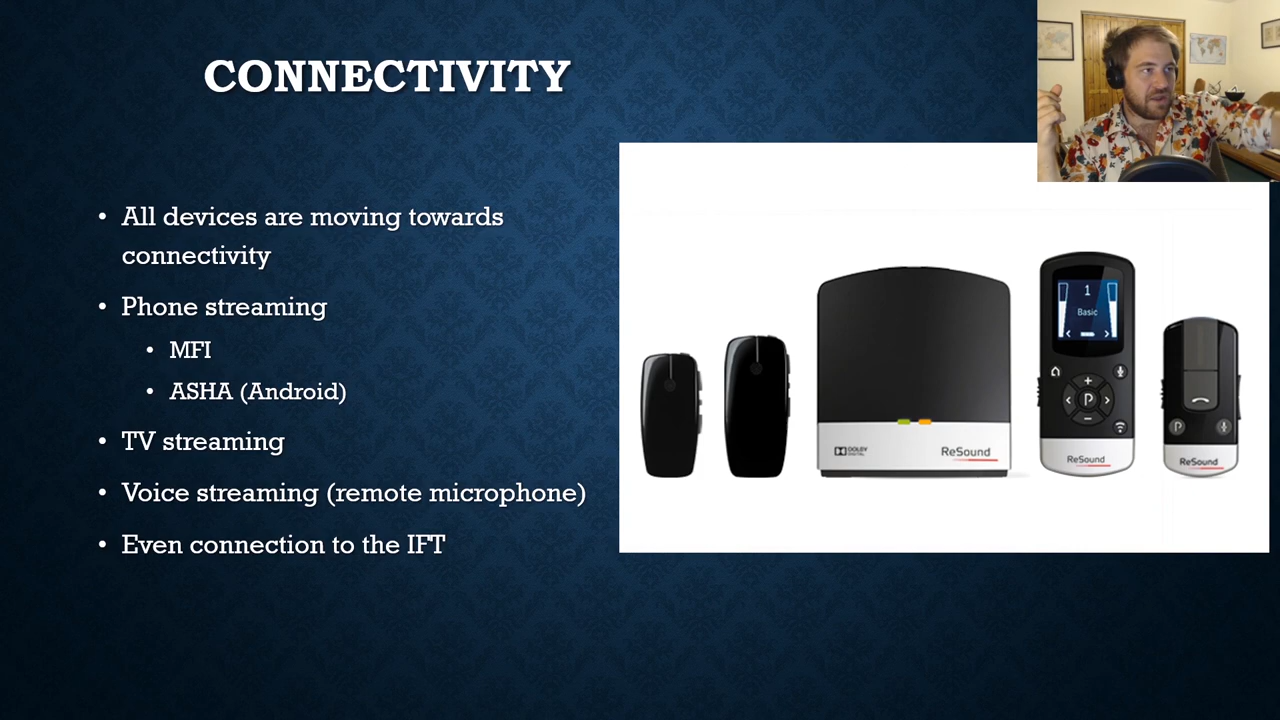 CONNECTIVITY
All devices are moving towards
connectivity
Phone streaming
MFI
ASHA (Android)
TV streaming
Voice streaming (remote microphone)
Even connection to the IFT
DOLBY
DIGITAL
ReSound
1
Basic
P
ReSound
P
ReSound